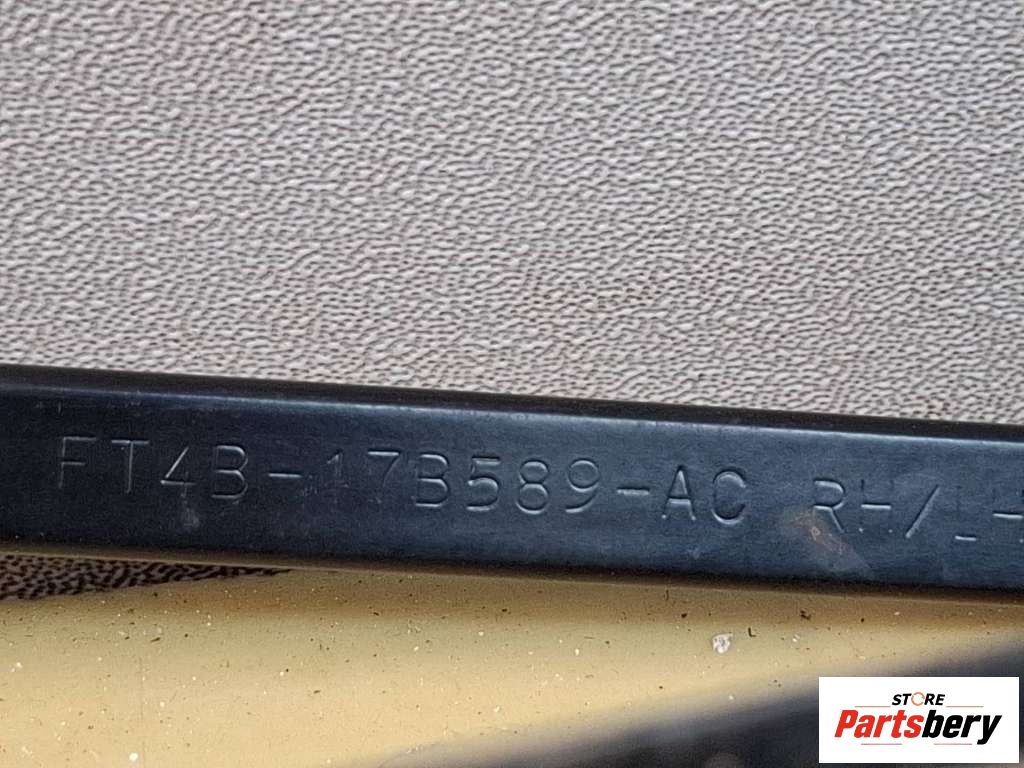 FT4B-17B589-AC RH/LH
STORE
Partsbery